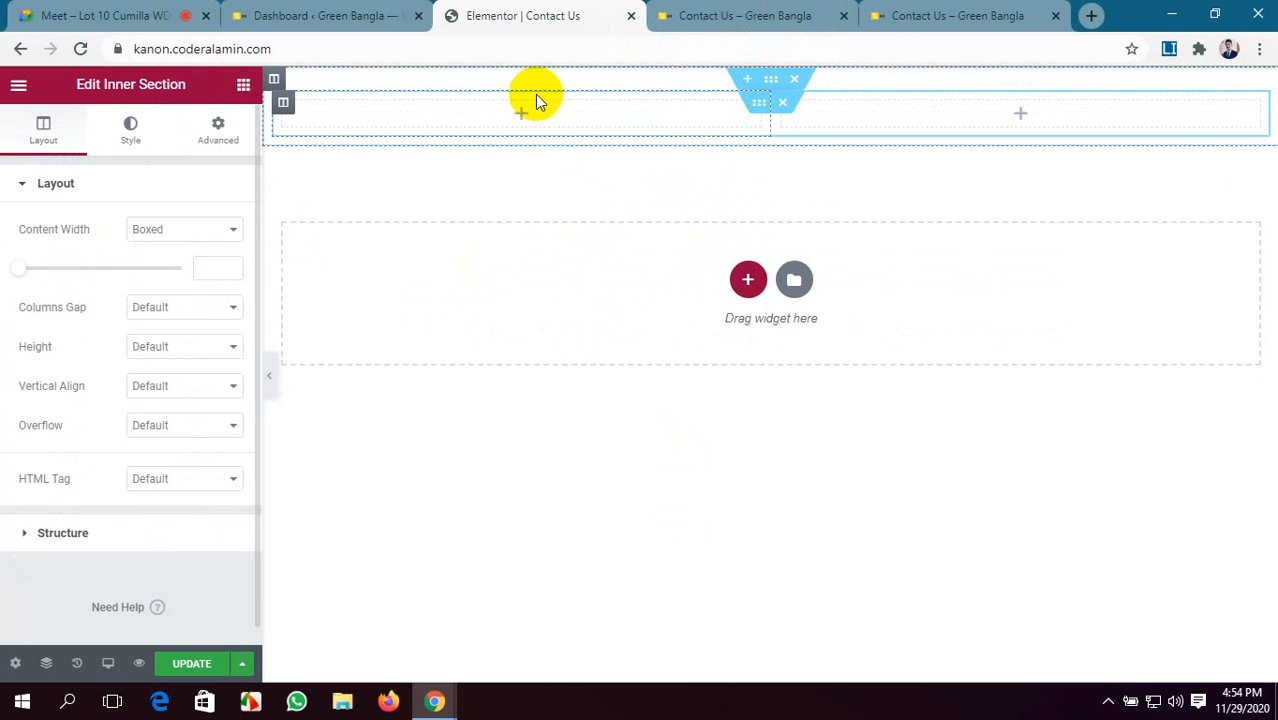 Meet – Lot 10 Cumilla WD
Dashboard ‹ Green Bangla —
Elementor | Contact Us
Contact Us – Green Bangla
Contact Us – Green Bangla
kanon.coderalamin.com
Edit Inner Section
Layout
Style
Advanced
Layout
Content Width
Boxed
Columns Gap
Default
Height
Default
Vertical Align
Default
Overflow
Default
HTML Tag
Default
Structure
Need Help ?
UPDATE
Drag widget here
4:54 PM
11/29/2020